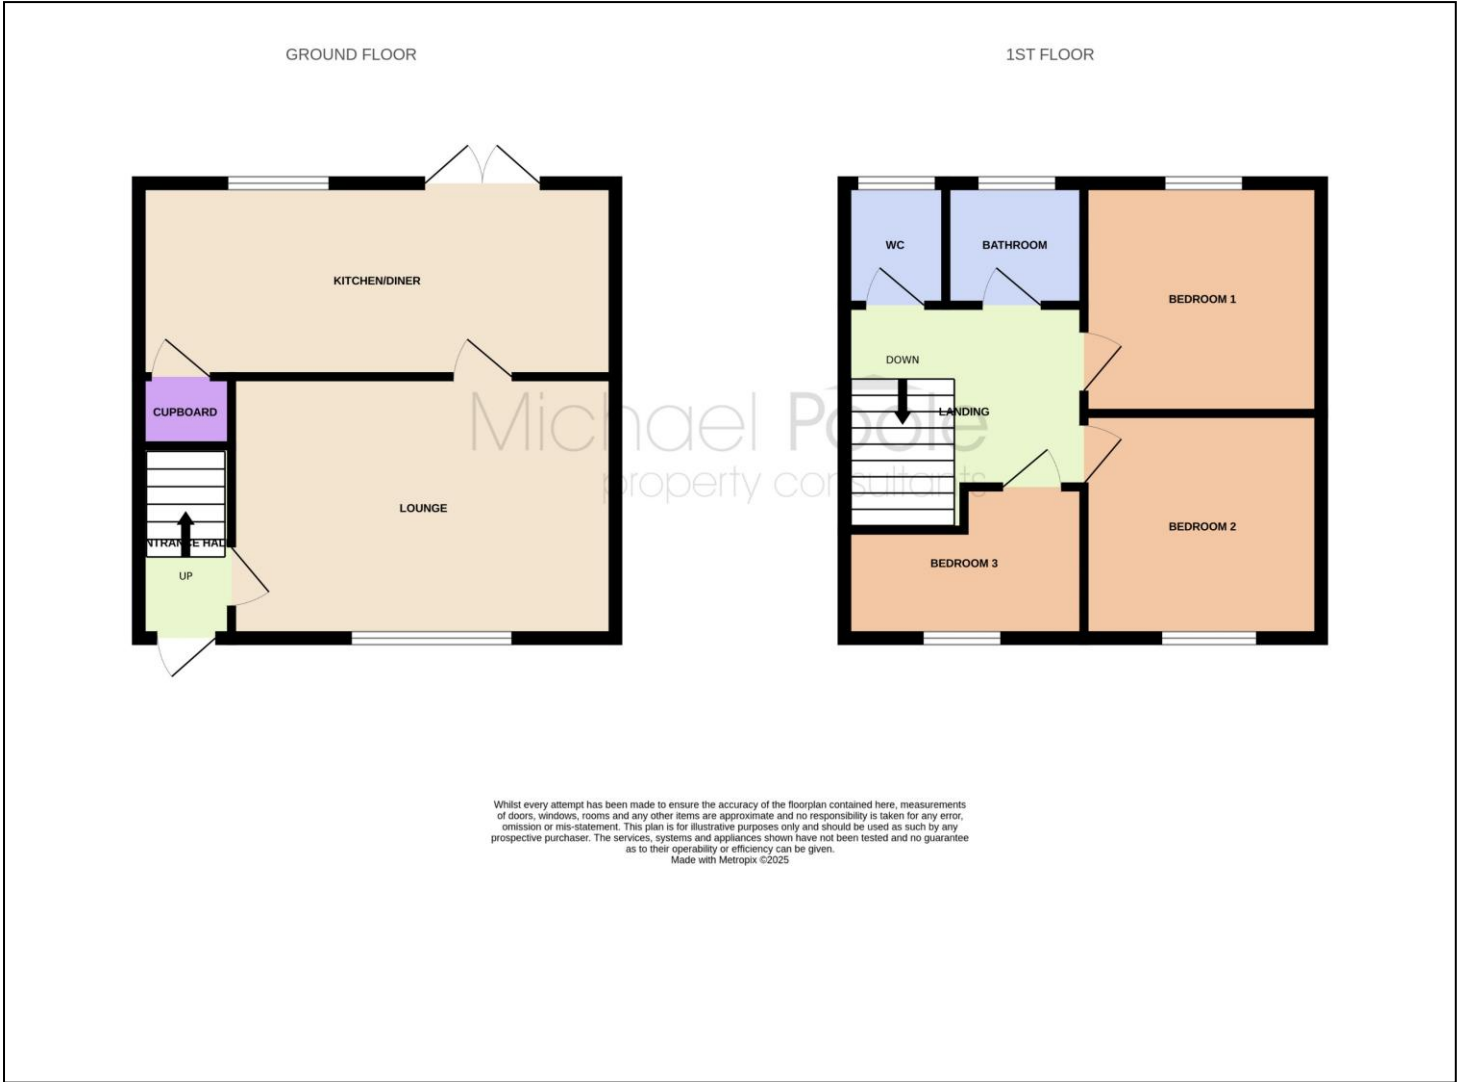 GROUND FLOOR
1ST FLOOR
KITCHEN/DINER
CUPBOARD
LOUNGE
NTRANCE HAL
UP
WC
BATHROOM
BEDROOM 1
DOWN
LANDING
BEDROOM 2
BEDROOM 3
Michael Poole
property consultants
Whilst every attempt has been made to ensure the accuracy of the floorplan contained here, measurements
of doors, windows, rooms and any other items are approximate and no responsibility is taken for any error,
omission or mis-statement. This plan is for illustrative purposes only and should be used as such by any
prospective purchaser. The services, systems and appliances shown have not been tested and no guarantee
as to their operability or efficiency can be given.
Made with Metropix ©2025